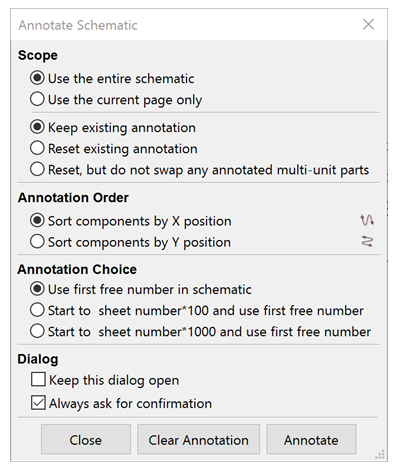 Annotate Schematic
Scope
Use the entire schematic
Use the current page only
Keep existing annotation
Reset existing annotation
Reset, but do not swap any annotated multi-unit parts
Annotation Order
Sort components by X position
Sort components by Y position
Annotation Choice
Use first free number in schematic
Start to  sheet number*100 and use first free number
Start to  sheet number*1000 and use first free number
Dialog
Keep this dialog open
Always ask for confirmation
Close Clear Annotation Annotate